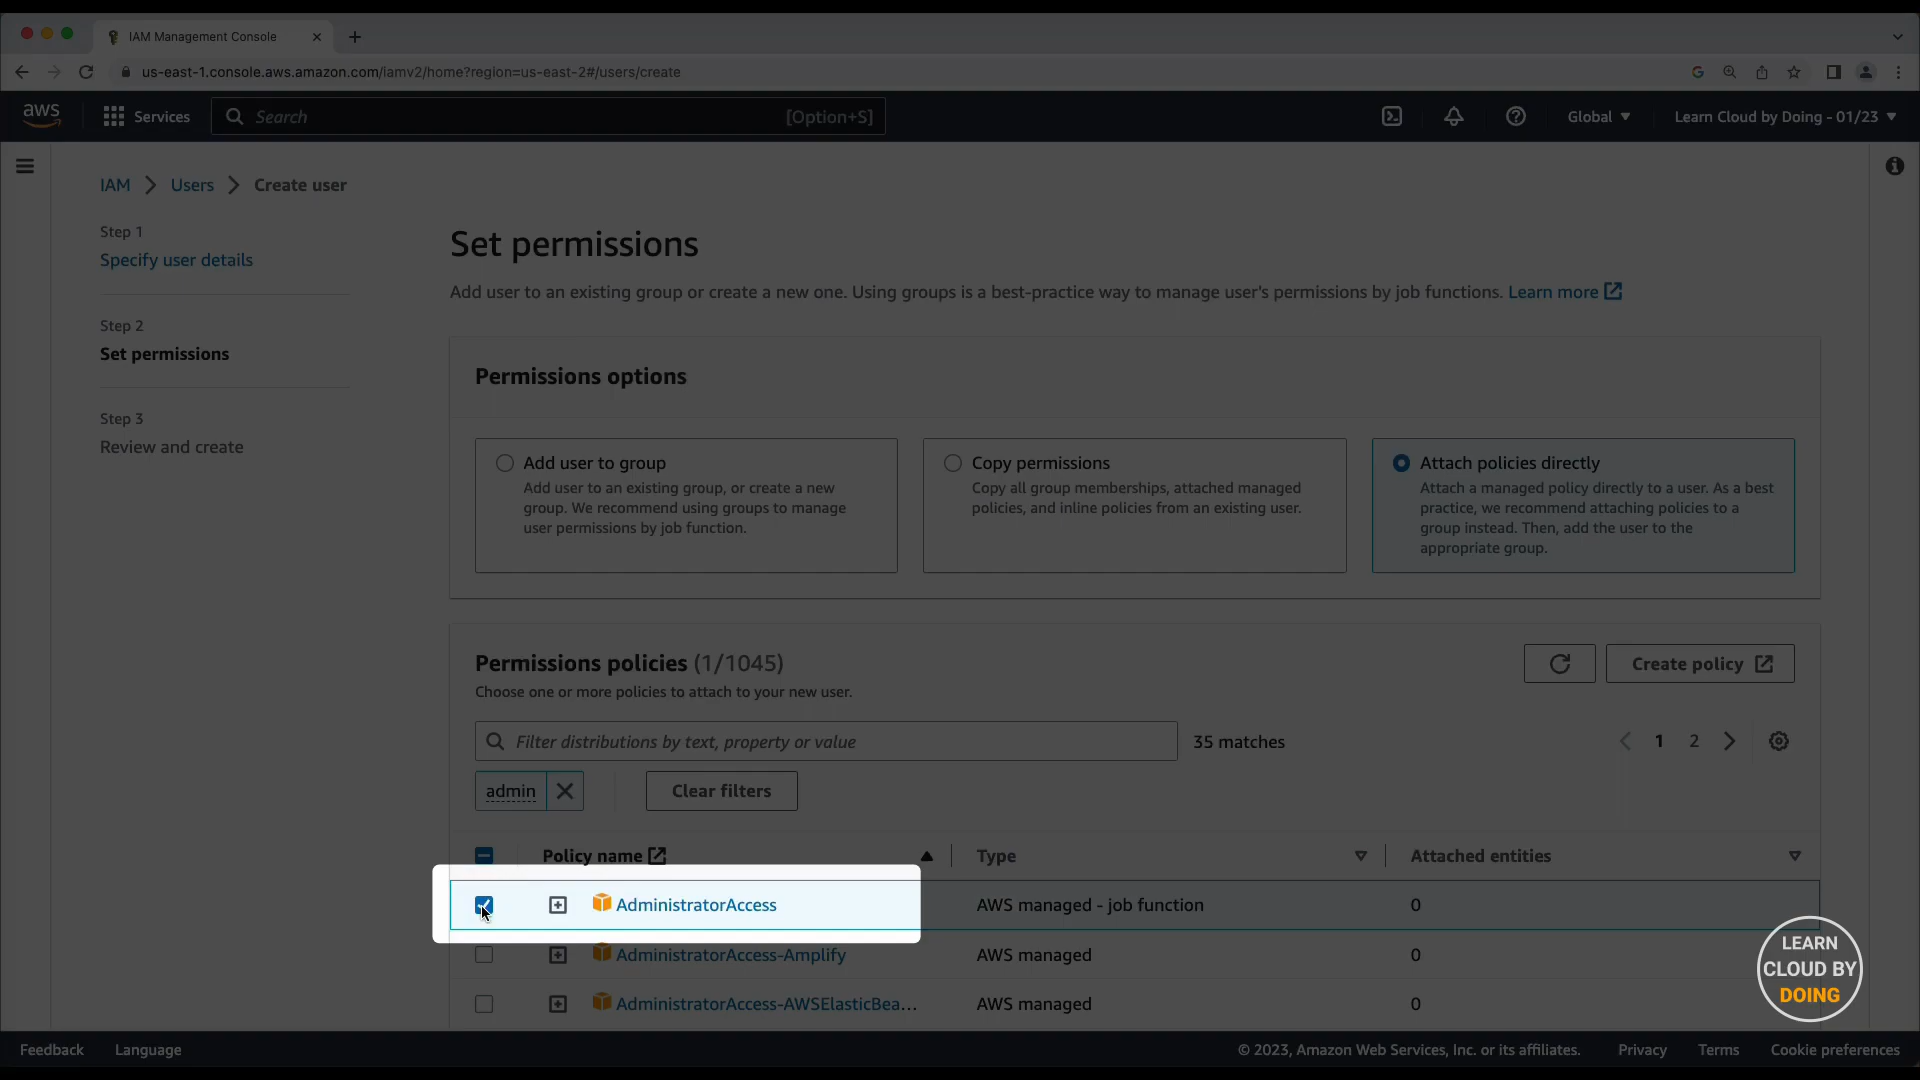 IAM Management Console
us-east-1.console.aws.amazon.com/iamv2/home?region=us-east-2#/users/create
aws
Services
Search
[Option+S]
Global
Learn Cloud by Doing - 01/23
IAM
Users
Create user
Step 1
Specify user details
Step 2
Set permissions
Step 3
Review and create
Set permissions
Add user to an existing group or create a new one. Using groups is a best-practice way to manage user's permissions by job functions. Learn more
Permissions options
Add user to group
Add user to an existing group, or create a new
group. We recommend using groups to manage
user permissions by job function.
Copy permissions
Copy all group memberships, attached managed
policies, and inline policies from an existing user.
Attach policies directly
Attach a managed policy directly to a user. As a best
practice, we recommend attaching policies to a
group instead. Then, add the user to the
appropriate group.
Permissions policies (1/1045)
Choose one or more policies to attach to your new user.
Create policy
Filter distributions by text, property or value
35 matches
1 2
admin
Clear filters
Policy name
Type
Attached entities
AdministratorAccess
AWS managed - job function
0
AdministratorAccess-Amplify
AWS managed
0
AdministratorAccess-AWSElasticBea...
AWS managed
0
LEARN
CLOUD BY
DOING
Feedback
Language
© 2023, Amazon Web Services, Inc. or its affiliates.
Privacy
Terms
Cookie preferences